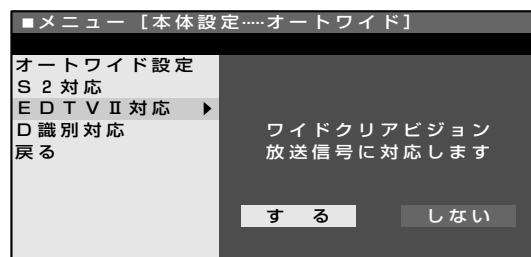 ■メニュー［本体設定……オートワイド］
オートワイド設定
S2対応
EDTVⅡ対応 ▶
D識別対応
戻る
ワイドクリアビジョン
放送信号に対応します
する しない